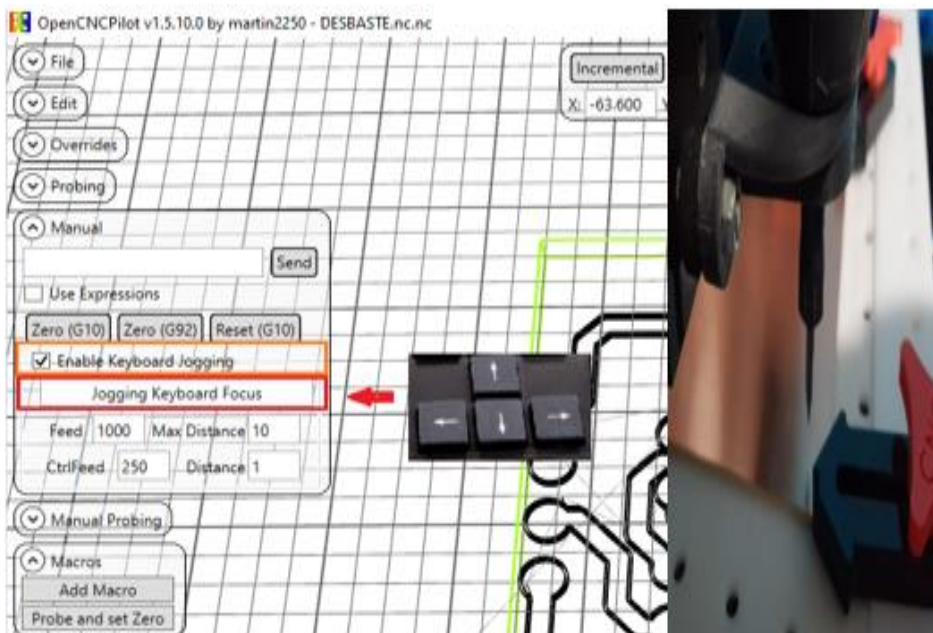 OpenCNCPilot v1.5.10.0 by martin2250 - DESBASTE.nc.nc
File
Incremental
Edit
X: -63.600
Overrides
Probing
Manual
Send
Use Expressions
Zero (G10) Zero (G92) Reset (G10)
Enable Keyboard Jogging
Jogging Keyboard Focus
Feed 1000 Max Distance 10
CtrlFeed 250 Distance 1
Manual Probing
Macros
Add Macro
Probe and set Zero